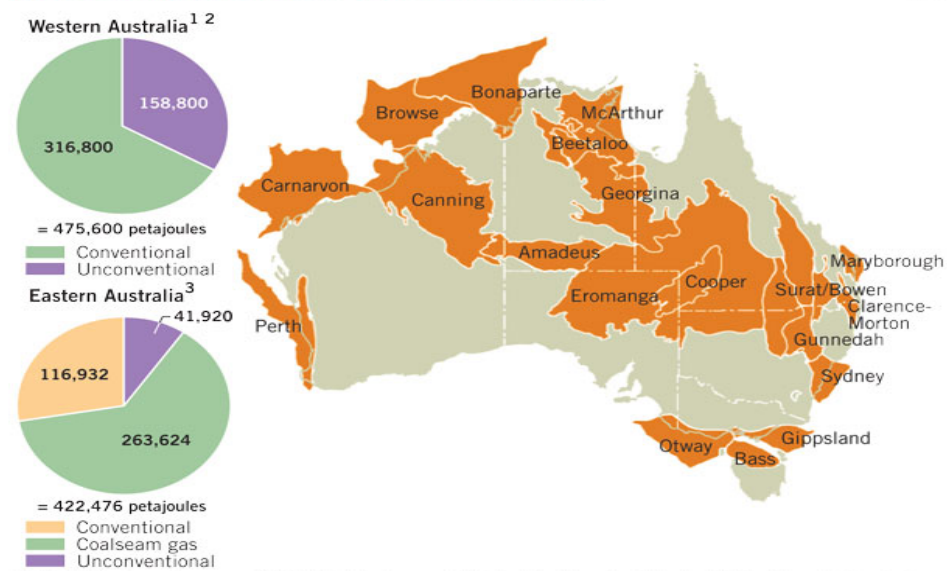 Western Australia¹ ²
158,800
316,800
= 475,600 petajoules
Conventional
Unconventional
Eastern Australia³
41,920
116,932
263,624
= 422,476 petajoules
Conventional
Coalseam gas
Unconventional
Bonaparte
Browse
McArthur
Beetaloo
Carnarvon
Canning
Georgina
Amadeus
Maryborough
Eromanga
Cooper
Surat/Bowen
Clarence-
Morton
Perth
Gunnedah
Sydney
Otway
Gippsland
Bass